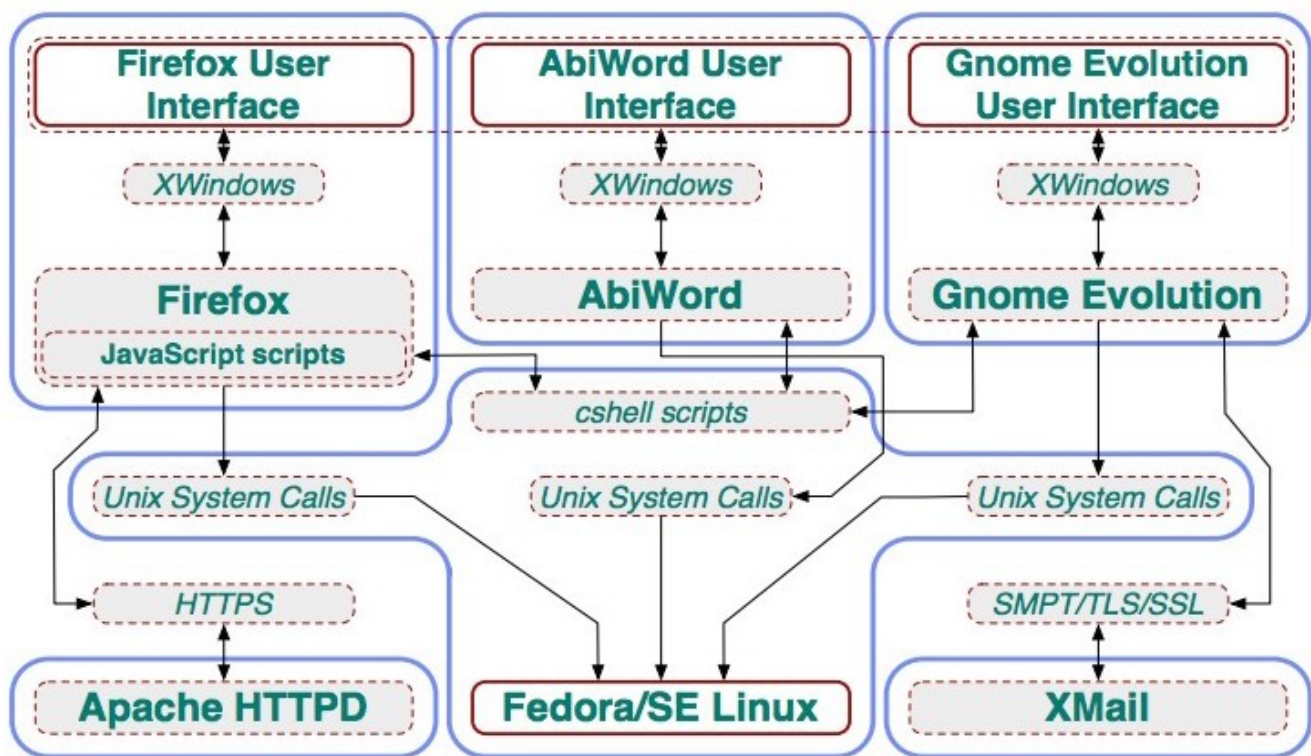 Firefox User
Interface
AbiWord User
Interface
Gnome Evolution
User Interface
XWindows
XWindows
XWindows
Firefox
AbiWord
Gnome Evolution
JavaScript scripts
cshell scripts
Unix System Calls
Unix System Calls
Unix System Calls
HTTPS
SMPT/TLS/SSL
Apache HTTPD
Fedora/SE Linux
XMail